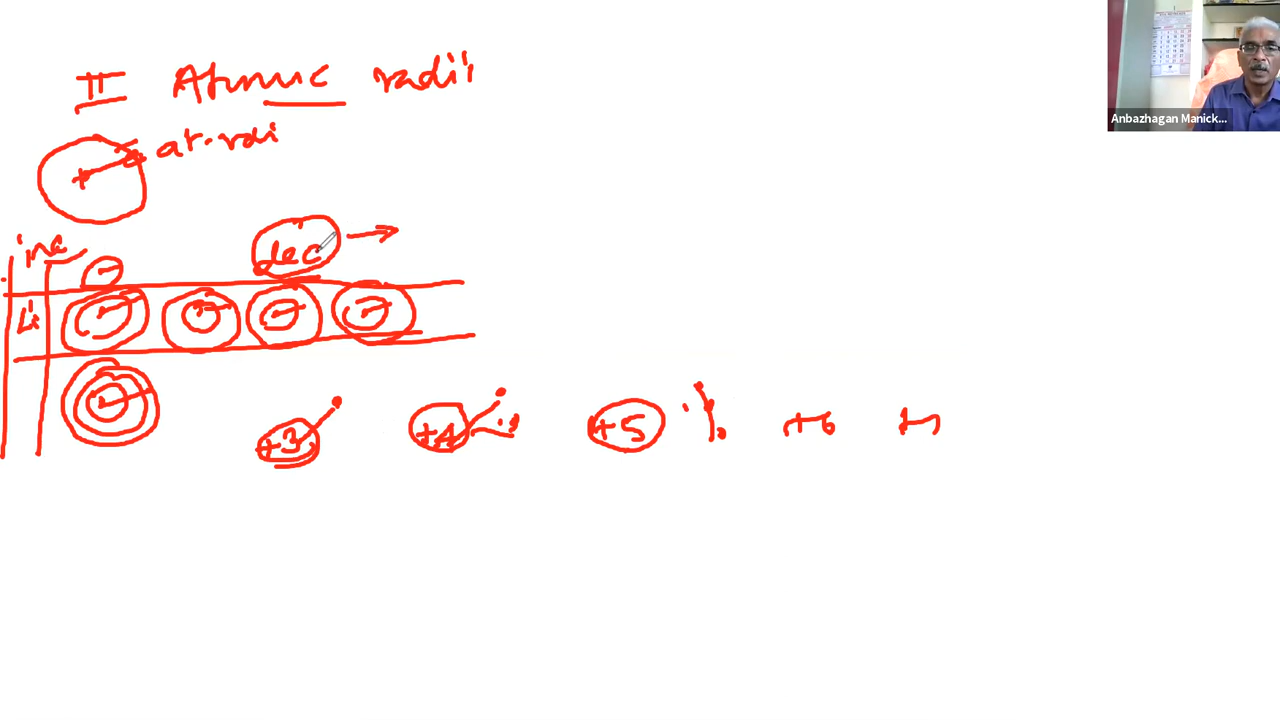 II Atomic radii
at. radi
inc
dec
Li
+3 +4 +5 +6
Anbazhagan Manick...